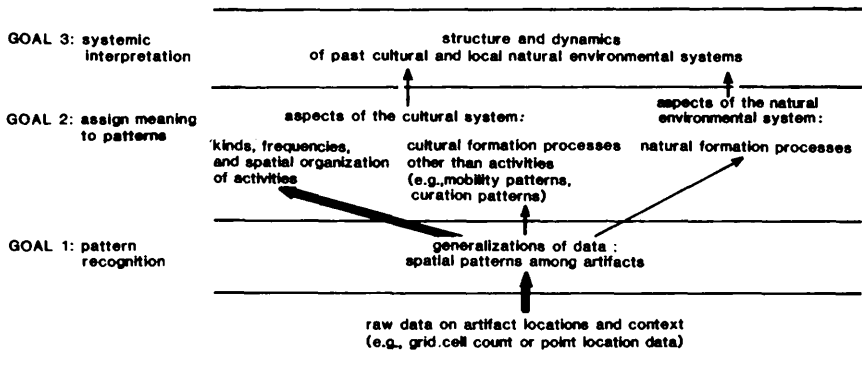 GOAL 3: systemic
interpretation
structure and dynamics
of past cultural and local natural environmental systems
GOAL 2: assign meaning
to patterns
aspects of the cultural system:
aspects of the natural
environmental system:
kinds, frequencies,
and spatial organization
of activities
cultural formation processes
other than activities
(e.g.,mobility patterns,
curation patterns)
natural formation processes
GOAL 1: pattern
recognition
generalizations of data :
spatial patterns among artifacts
raw data on artifact locations and context
(e.g., grid.cell count or point location data)